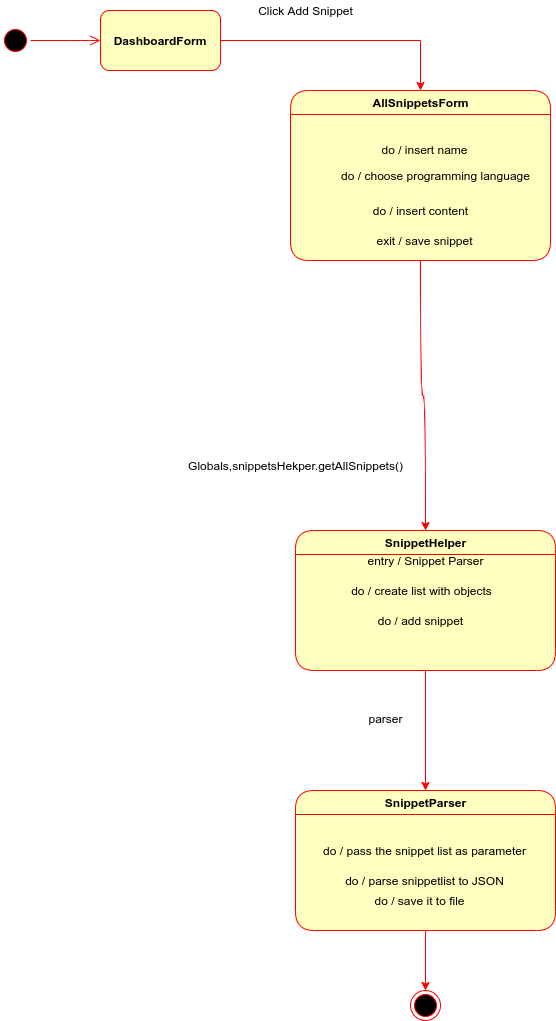 Click Add Snippet
DashboardForm
AllSnippetsForm
do / insert name
do / choose programming language
do / insert content
exit / save snippet
Globals,snippetsHekper.getAllSnippets()
SnippetHelper
entry / Snippet Parser
do / create list with objects
do / add snippet
parser
SnippetParser
do / pass the snippet list as parameter
do / parse snippetlist to JSON
do / save it to file